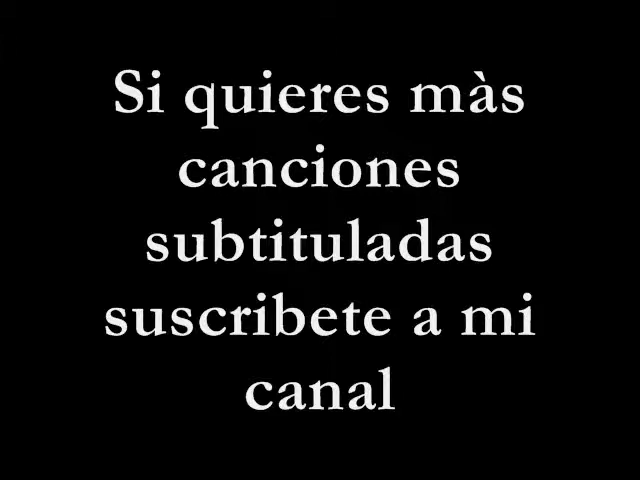 Si quieres màs
canciones
subtituladas
suscribete a mi
canal